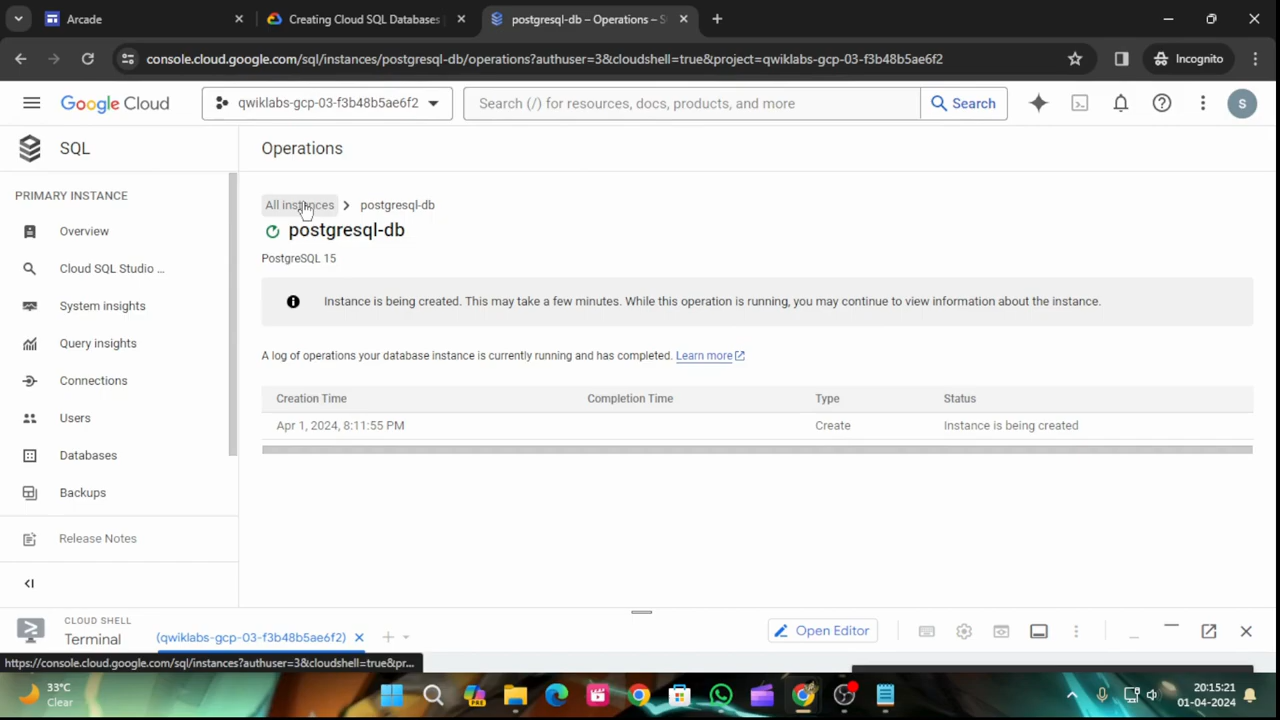 Arcade
Creating Cloud SQL Databases
postgresql-db – Operations – S
console.cloud.google.com/sql/instances/postgresql-db/operations?authuser=3&cloudshell=true&project=qwiklabs-gcp-03-f3b48b5ae6f2
Incognito
Google Cloud
qwiklabs-gcp-03-f3b48b5ae6f2
Search (/) for resources, docs, products, and more
Search
S
SQL
Operations
PRIMARY INSTANCE
Overview
Cloud SQL Studio ...
System insights
Query insights
Connections
Users
Databases
Backups
Release Notes
All instances
postgresql-db
postgresql-db
PostgreSQL 15
Instance is being created. This may take a few minutes. While this operation is running, you may continue to view information about the instance.
A log of operations your database instance is currently running and has completed. Learn more
Creation Time Completion Time Type Status
Apr 1, 2024, 8:11:55 PM Create Instance is being created
CLOUD SHELL
Terminal
(qwiklabs-gcp-03-f3b48b5ae6f2)
Open Editor
https://console.cloud.google.com/sql/instances?authuser=3&cloudshell=true&pr...
33°C
Clear
PRE
20:15:21
01-04-2024